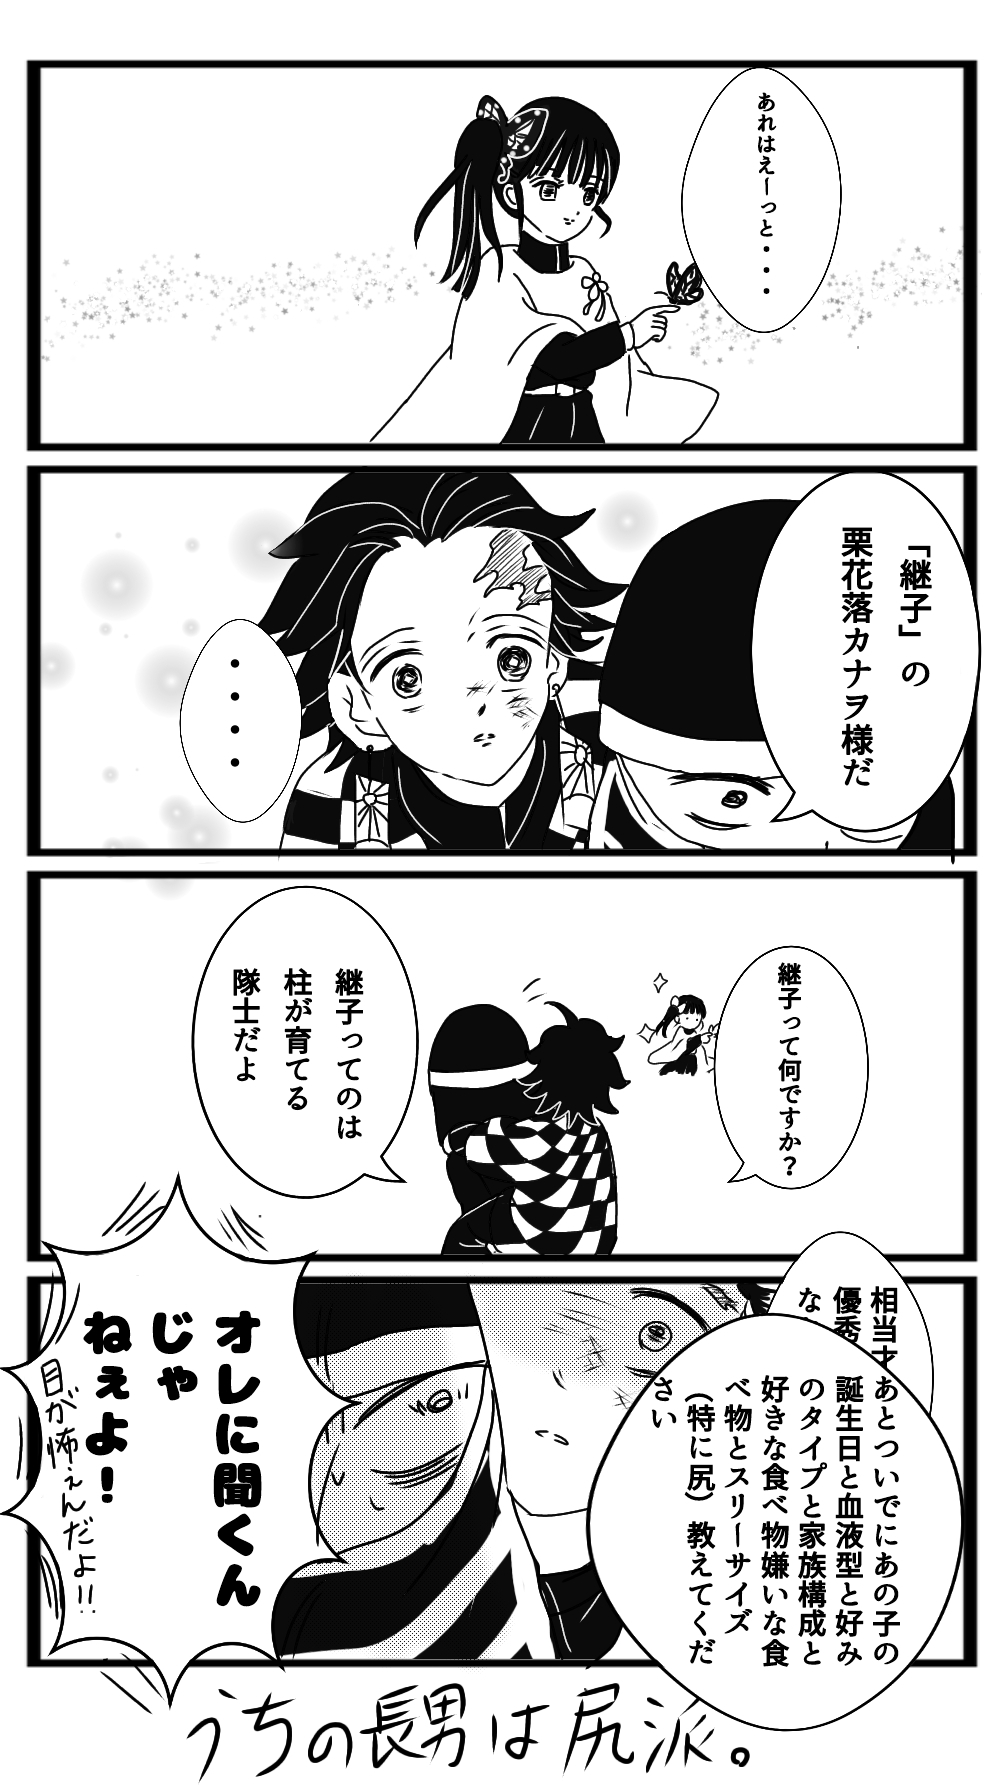 あれはえーっと・・・
「継子」の
栗花落カナヲ様だ
・・・・
継子って何ですか?
継子ってのは
柱が育てる
隊士だよ
相当才
優秀
な
あとついでにあの子の
誕生日と血液型と好み
のタイプと家族構成と
好きな食べ物嫌いな食
べ物とスリーサイズ
(特に尻)教えてくだ
さい
オレに聞くん
じゃ
ねぇよ!
目が怖ぇんだよ!!
うちの長男は尻派。